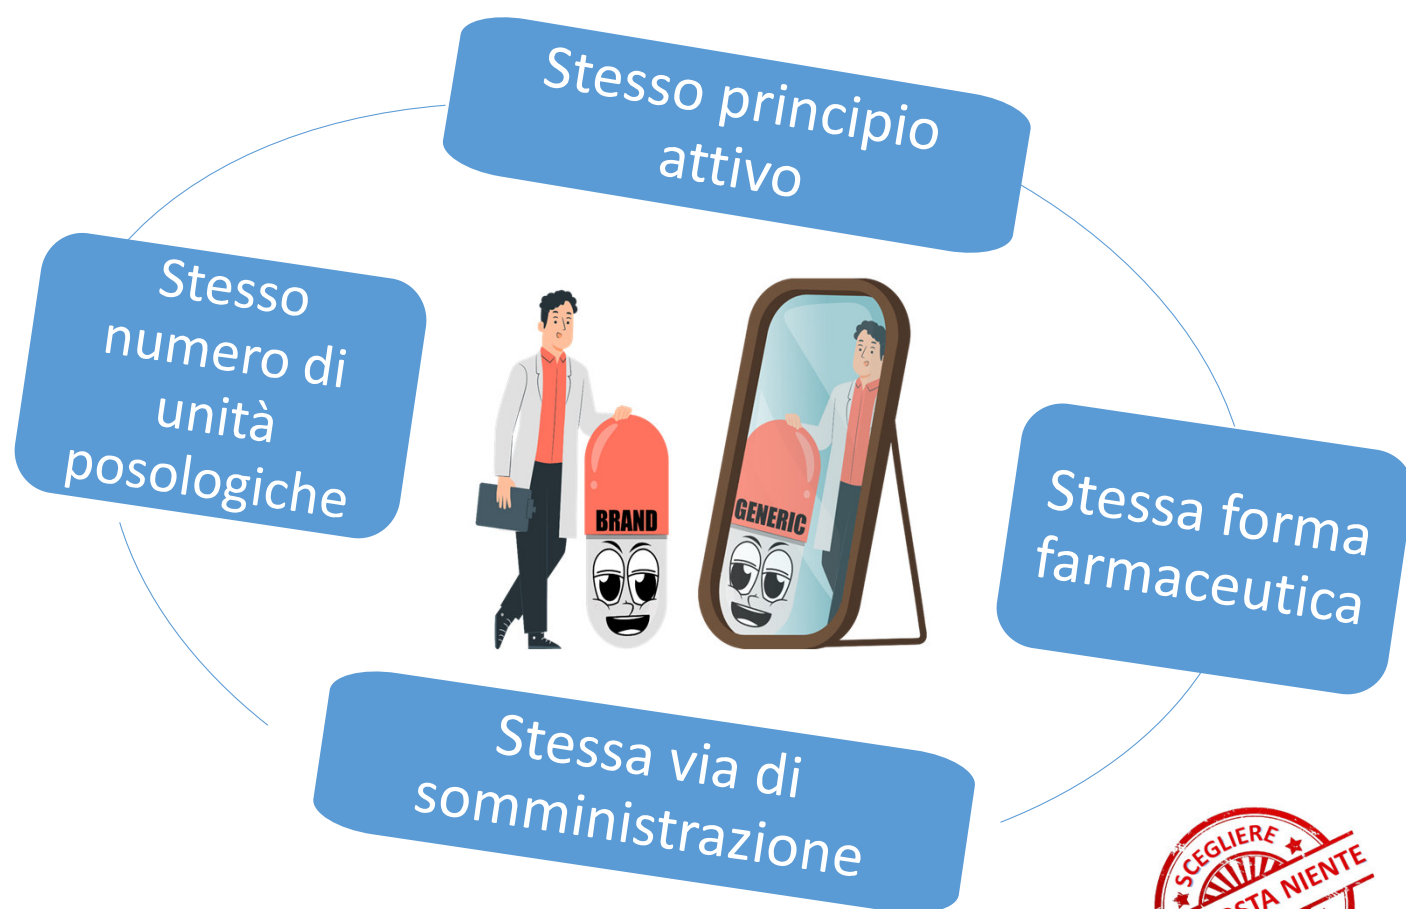 Stesso principio
attivo
Stesso
numero di
unità
posologiche
BRAND
GENERIC
Stessa forma
farmaceutica
Stessa via di
somministrazione
SCEGLIERE
NIENTE